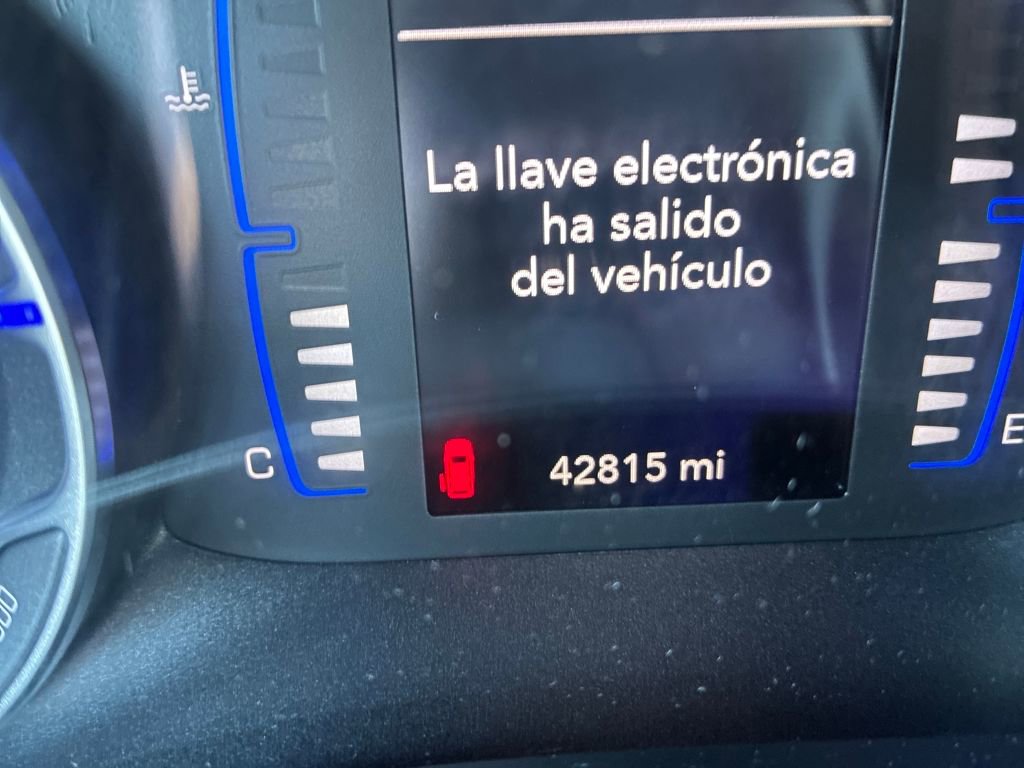 La llave electrónica
ha salido
del vehículo
C
E
42815 mi